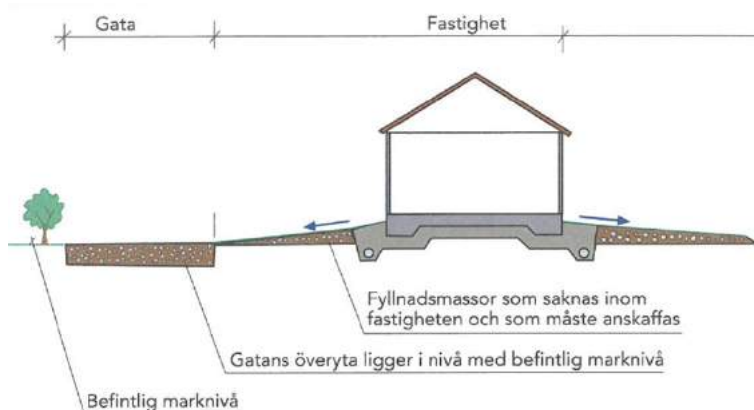 Gata
Fastighet
Fyllnadsmassor som saknas inom
fastigheten och som måste anskaffas
Gatans överyta ligger i nivå med befintlig marknivå
Befintlig marknivå